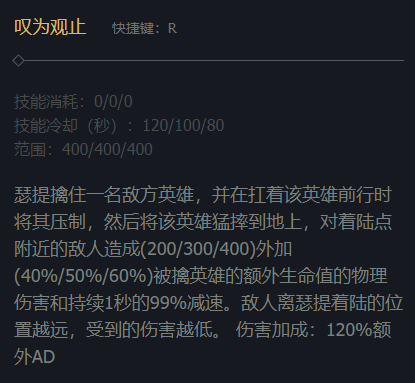 叹为观止 快捷键：R
技能消耗：0/0/0
技能冷却（秒）：120/100/80
范围：400/400/400
瑟提擒住一名敌方英雄，并在扛着该英雄前行时
将其压制，然后将该英雄猛摔到地上，对着陆点
附近的敌人造成(200/300/400)外加
(40%/50%/60%)被擒英雄的额外生命值的物理
伤害和持续1秒的99%减速。敌人离瑟提着陆的位
置越远，受到的伤害越低。 伤害加成：120%额
外AD